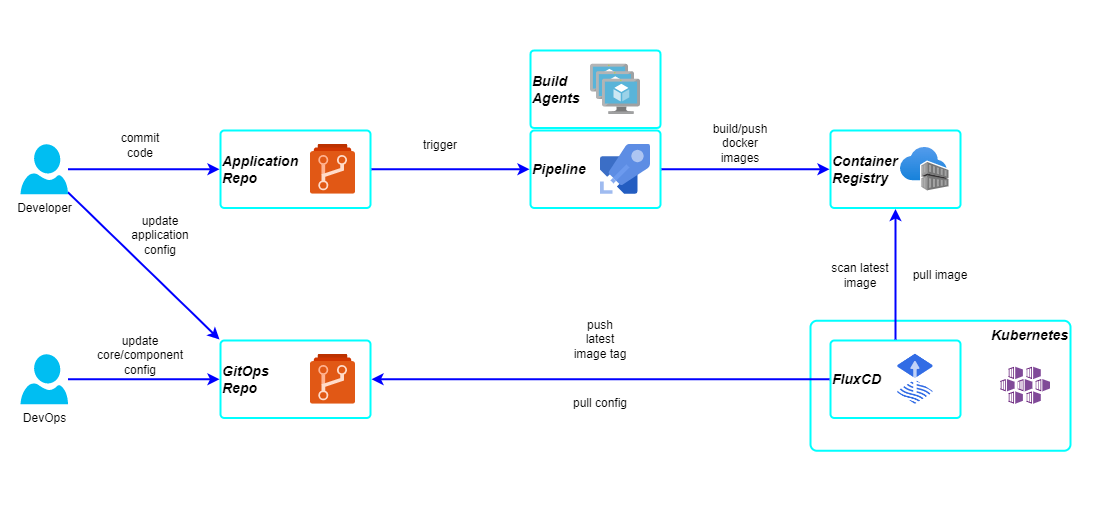 Build
Agents
commit
code
Application
Repo
trigger
Pipeline
build/push
docker
images
Container
Registry
Developer
update
application
config
scan latest
image
pull image
update
core/component
config
GitOps
Repo
push
latest
image tag
pull config
Kubernetes
FluxCD
DevOps